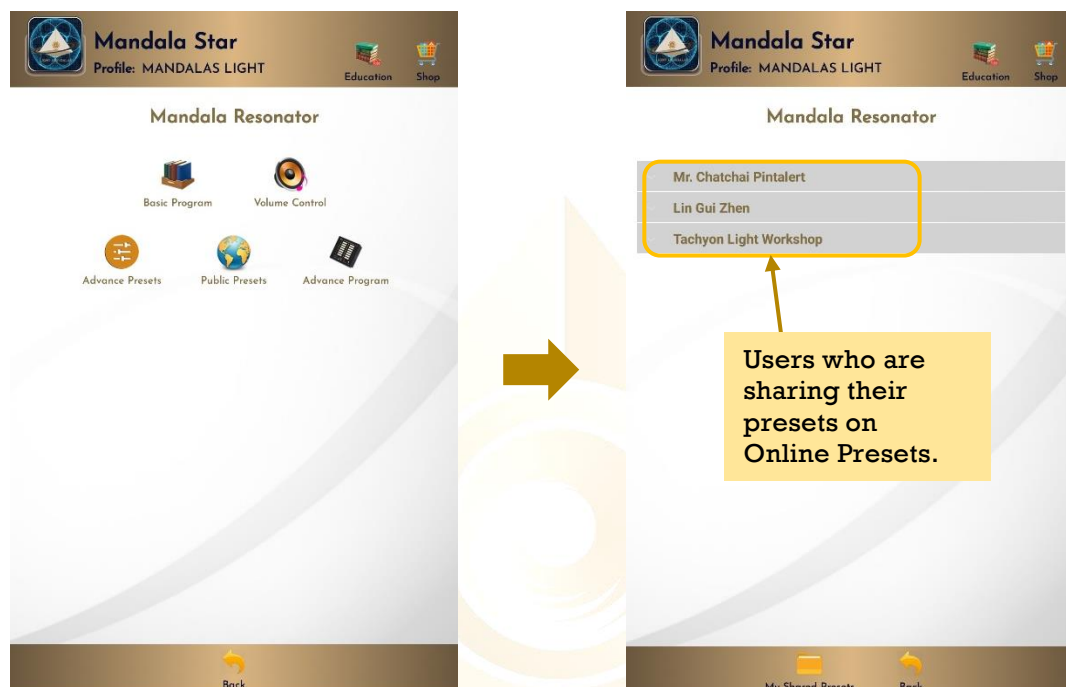 Mandala Star
Profile: MANDALAS LIGHT
Education
Shop
Mandala Resonator
Basic Program
Volume Control
Advance Presets
Public Presets
Advance Program
Back
Mandala Star
Profile: MANDALAS LIGHT
Education
Shop
Mandala Resonator
Mr. Chatchai Pintalert
Lin Gui Zhen
Tachyon Light Workshop
Users who are
sharing their
presets on
Online Presets.
My Shared Presets
Back